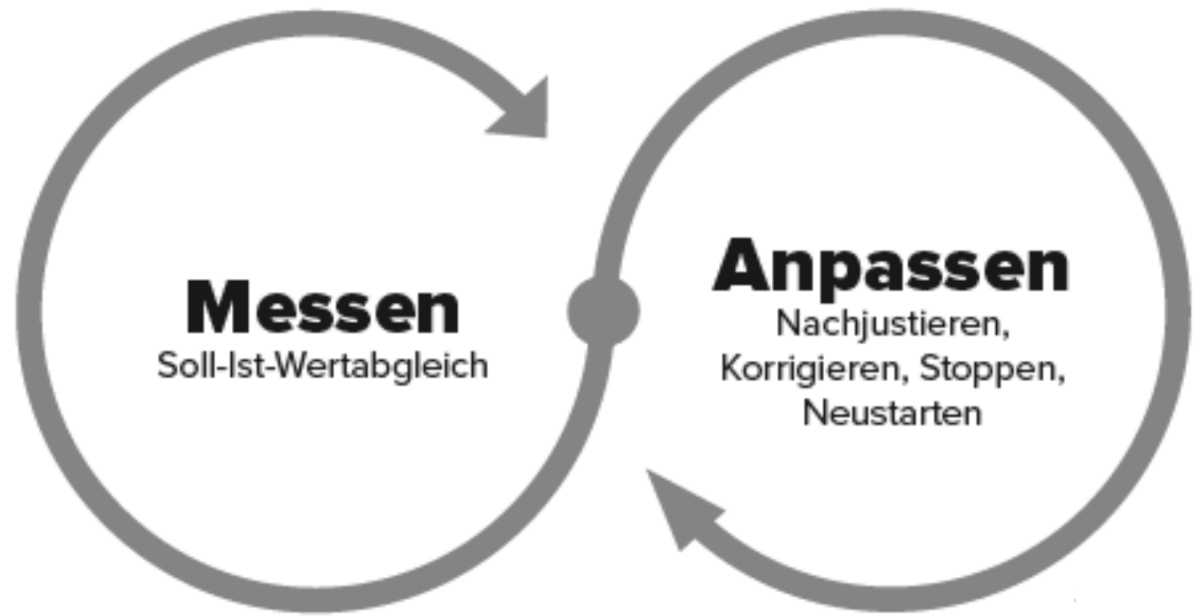 Messen
Soll-Ist-Wertabgleich
Anpassen
Nachjustieren,
Korrigieren, Stoppen,
Neustarten